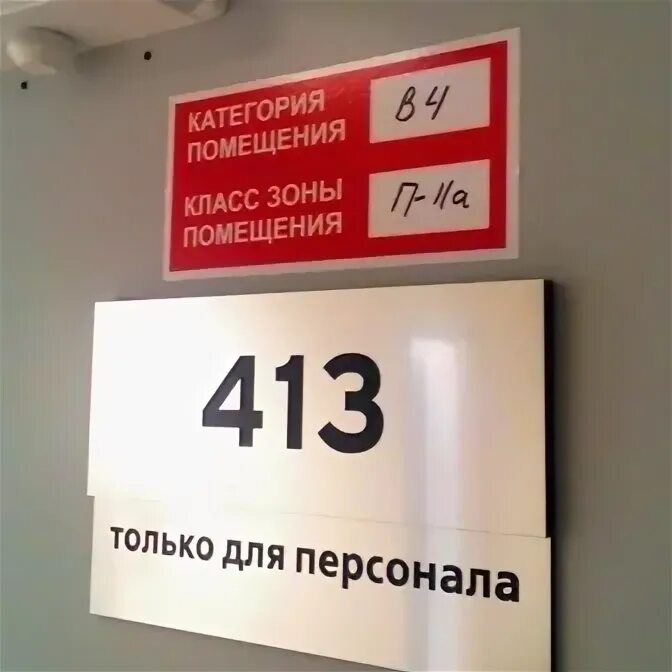 КАТЕГОРИЯ
ПОМЕЩЕНИЯ
В4
КЛАСС ЗОНЫ
ПОМЕЩЕНИЯ
П-IIа
413
только для персонала